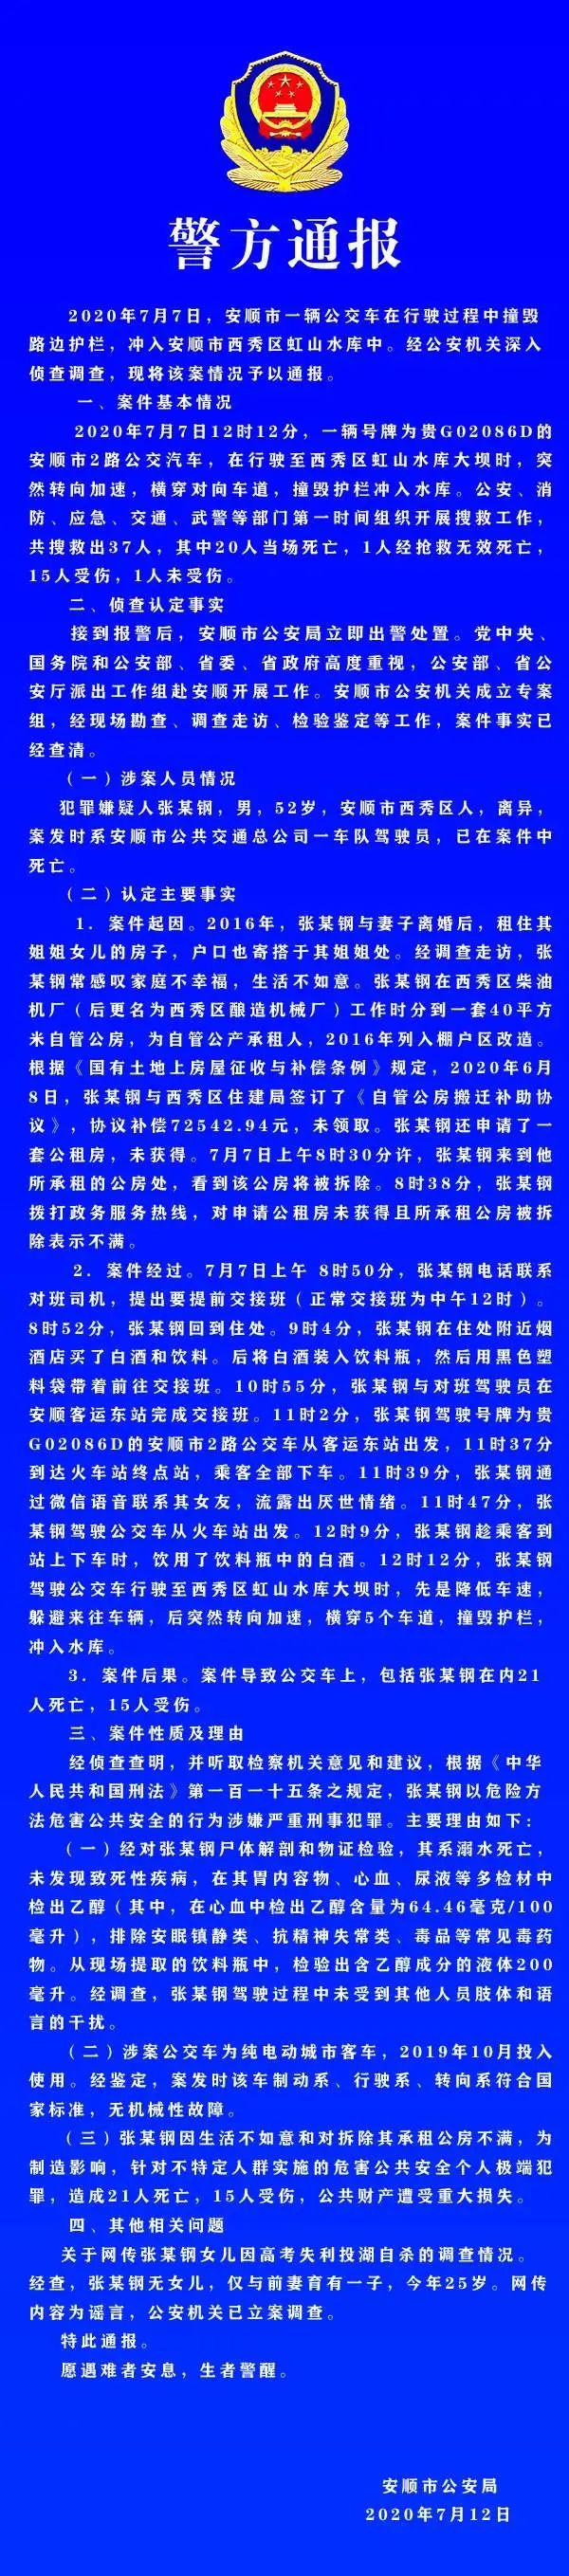 警方通报
2020年7月7日，安顺市一辆公交车在行驶过程中撞毁
路边护栏，冲入安顺市西秀区虹山水库中。经公安机关深入
侦查调查，现将该案情况予以通报。
一、案件基本情况
2020年7月7日12时12分，一辆号牌为贵G02086D的
安顺市2路公交汽车，在行驶至西秀区虹山水库大坝时，突
然转向加速，横穿对向车道，撞毁护栏冲入水库。公安、消
防、应急、交通、武警等部门第一时间组织开展搜救工作，
共搜救出37人，其中20人当场死亡，1人经抢救无效死亡，
15人受伤，1人未受伤。
二、侦查认定事实
接到报警后，安顺市公安局立即出警处置。党中央、
国务院和公安部、省委、省政府高度重视，公安部、省公
安厅派出工作组赴安顺开展工作。安顺市公安机关成立专案
组，经现场勘查、调查走访、检验鉴定等工作，案件事实已
经查清。
（一）涉案人员情况
犯罪嫌疑人张某钢，男，52岁，安顺市西秀区人，离异，
案发时系安顺市公共交通总公司一车队驾驶员，已在案件中
死亡。
（二）认定主要事实
1．案件起因。2016年，张某钢与妻子离婚后，租住其
姐姐女儿的房子，户口也寄搭于其姐姐处。经调查走访，张
某钢常感叹家庭不幸福，生活不如意。张某钢在西秀区柴油
机厂（后更名为西秀区酿造机械厂）工作时分到一套40平方
米自管公房，为自管公产承租人，2016年列入棚户区改造。
根据《国有土地上房屋征收与补偿条例》规定，2020年6月
8日，张某钢与西秀区住建局签订了《自管公房搬迁补助协
议》，协议补偿72542.94元，未领取。张某钢还申请了一
套公租房，未获得。7月7日上午8时30分许，张某钢来到他
所承租的公房处，看到该公房将被拆除。8时38分，张某钢
拨打政务服务热线，对申请公租房未获得且所承租公房被拆
除表示不满。
2．案件经过。7月7日上午 8时50分，张某钢电话联系
对班司机，提出要提前交接班（正常交接班为中午12时）。
8时52分，张某钢回到住处。9时4分，张某钢在住处附近烟
酒店买了白酒和饮料。后将白酒装入饮料瓶，然后用黑色塑
料袋带着前往交接班。10时55分，张某钢与对班驾驶员在
安顺客运东站完成交接班。11时2分，张某钢驾驶号牌为贵
G02086D的安顺市2路公交车从客运东站出发，11时37分
到达火车站终点站，乘客全部下车。11时39分，张某钢通
过微信语音联系其女友，流露出厌世情绪。11时47分，张
某钢驾驶公交车从火车站出发。12时9分，张某钢趁乘客到
站上下车时，饮用了饮料瓶中的白酒。12时12分，张某钢
驾驶公交车行驶至西秀区虹山水库大坝时，先是降低车速，
躲避来往车辆，后突然转向加速，横穿5个车道，撞毁护栏，
冲入水库。
3．案件后果。案件导致公交车上，包括张某钢在内21
人死亡，15人受伤。
三、案件性质及理由
经侦查查明，并听取检察机关意见和建议，根据《中华
人民共和国刑法》第一百一十五条之规定，张某钢以危险方
法危害公共安全的行为涉嫌严重刑事犯罪。主要理由如下：
（一）经对张某钢尸体解剖和物证检验，其系溺水死亡，
未发现致死性疾病，在其胃内容物、心血、尿液等多检材中
检出乙醇（其中，在心血中检出乙醇含量为64.46毫克/100
毫升），排除安眠镇静类、抗精神失常类、毒品等常见毒药
物。从现场提取的饮料瓶中，检验出含乙醇成分的液体200
毫升。经调查，张某钢驾驶过程中未受到其他人员肢体和语
言的干扰。
（二）涉案公交车为纯电动城市客车，2019年10月投入
使用。经鉴定，案发时该车制动系、行驶系、转向系符合国
家标准，无机械性故障。
（三）张某钢因生活不如意和对拆除其承租公房不满，为
制造影响，针对不特定人群实施的危害公共安全个人极端犯
罪，造成21人死亡，15人受伤，公共财产遭受重大损失。
四、其他相关问题
关于网传张某钢女儿因高考失利投湖自杀的调查情况。
经查，张某钢无女儿，仅与前妻育有一子，今年25岁。网传
内容为谣言，公安机关已立案调查。
特此通报。
愿遇难者安息，生者警醒。
安顺市公安局
2020年7月12日